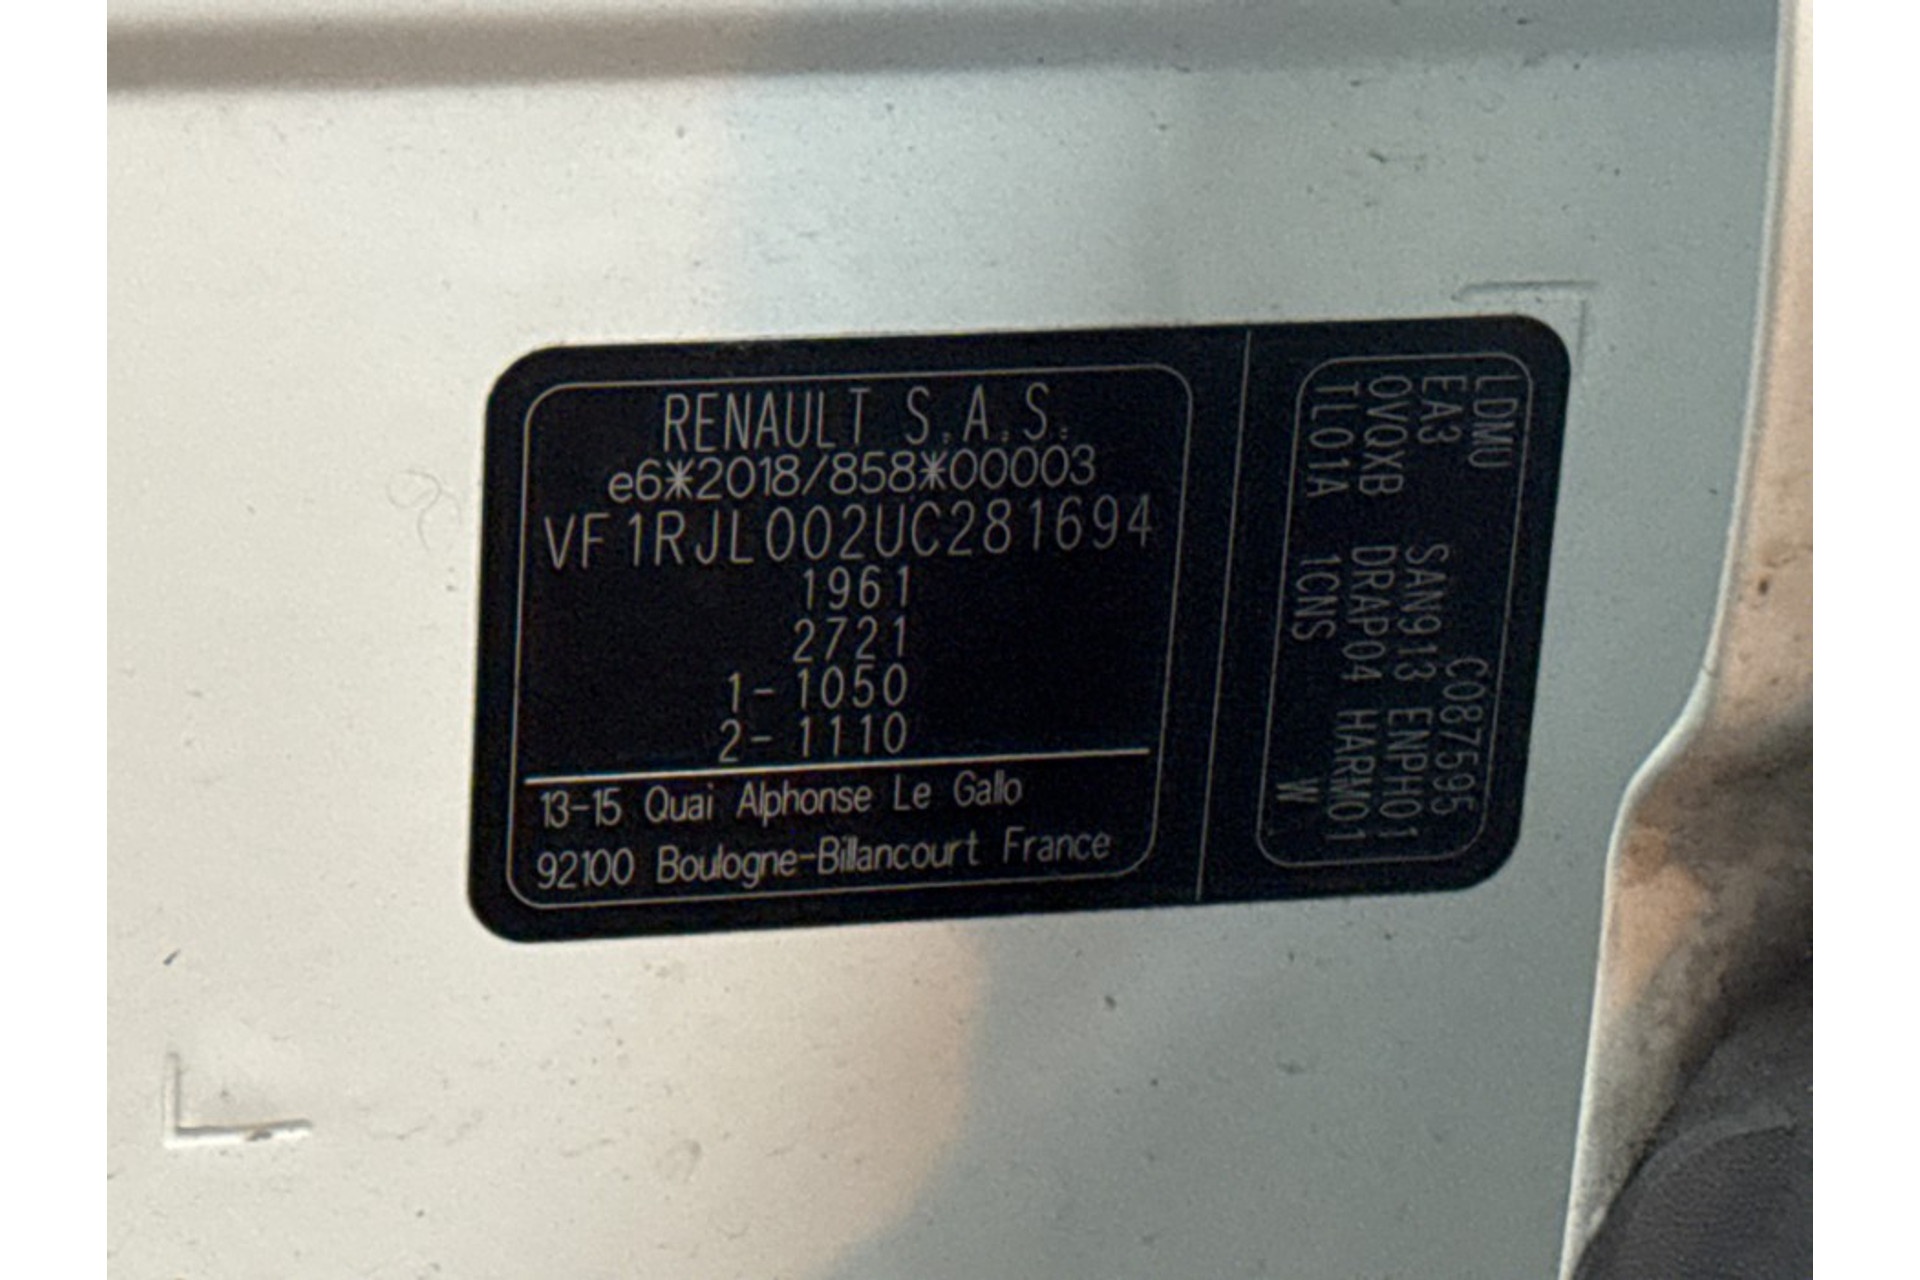 RENAULT S.A.S.
e6*2018/858*00003
VF1RJL002UC281694
1961
2721
1- 1050
2- 1110
13-15 Quai Alphonse Le Gallo
92100 Boulogne-Billancourt France
LDMU C087595
EA3 SAN913 ENPH01
OVQXB DRAP04 HARM01
TL01A 1CNS W